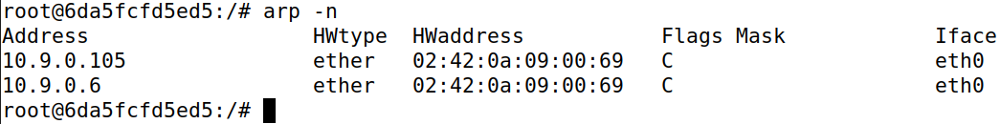 root@6da5fcfd5ed5:/# arp -n
Address                  HWtype  HWaddress           Flags Mask            Iface
10.9.0.105               ether   02:42:0a:09:00:69   C                     eth0
10.9.0.6                 ether   02:42:0a:09:00:69   C                     eth0
root@6da5fcfd5ed5:/#